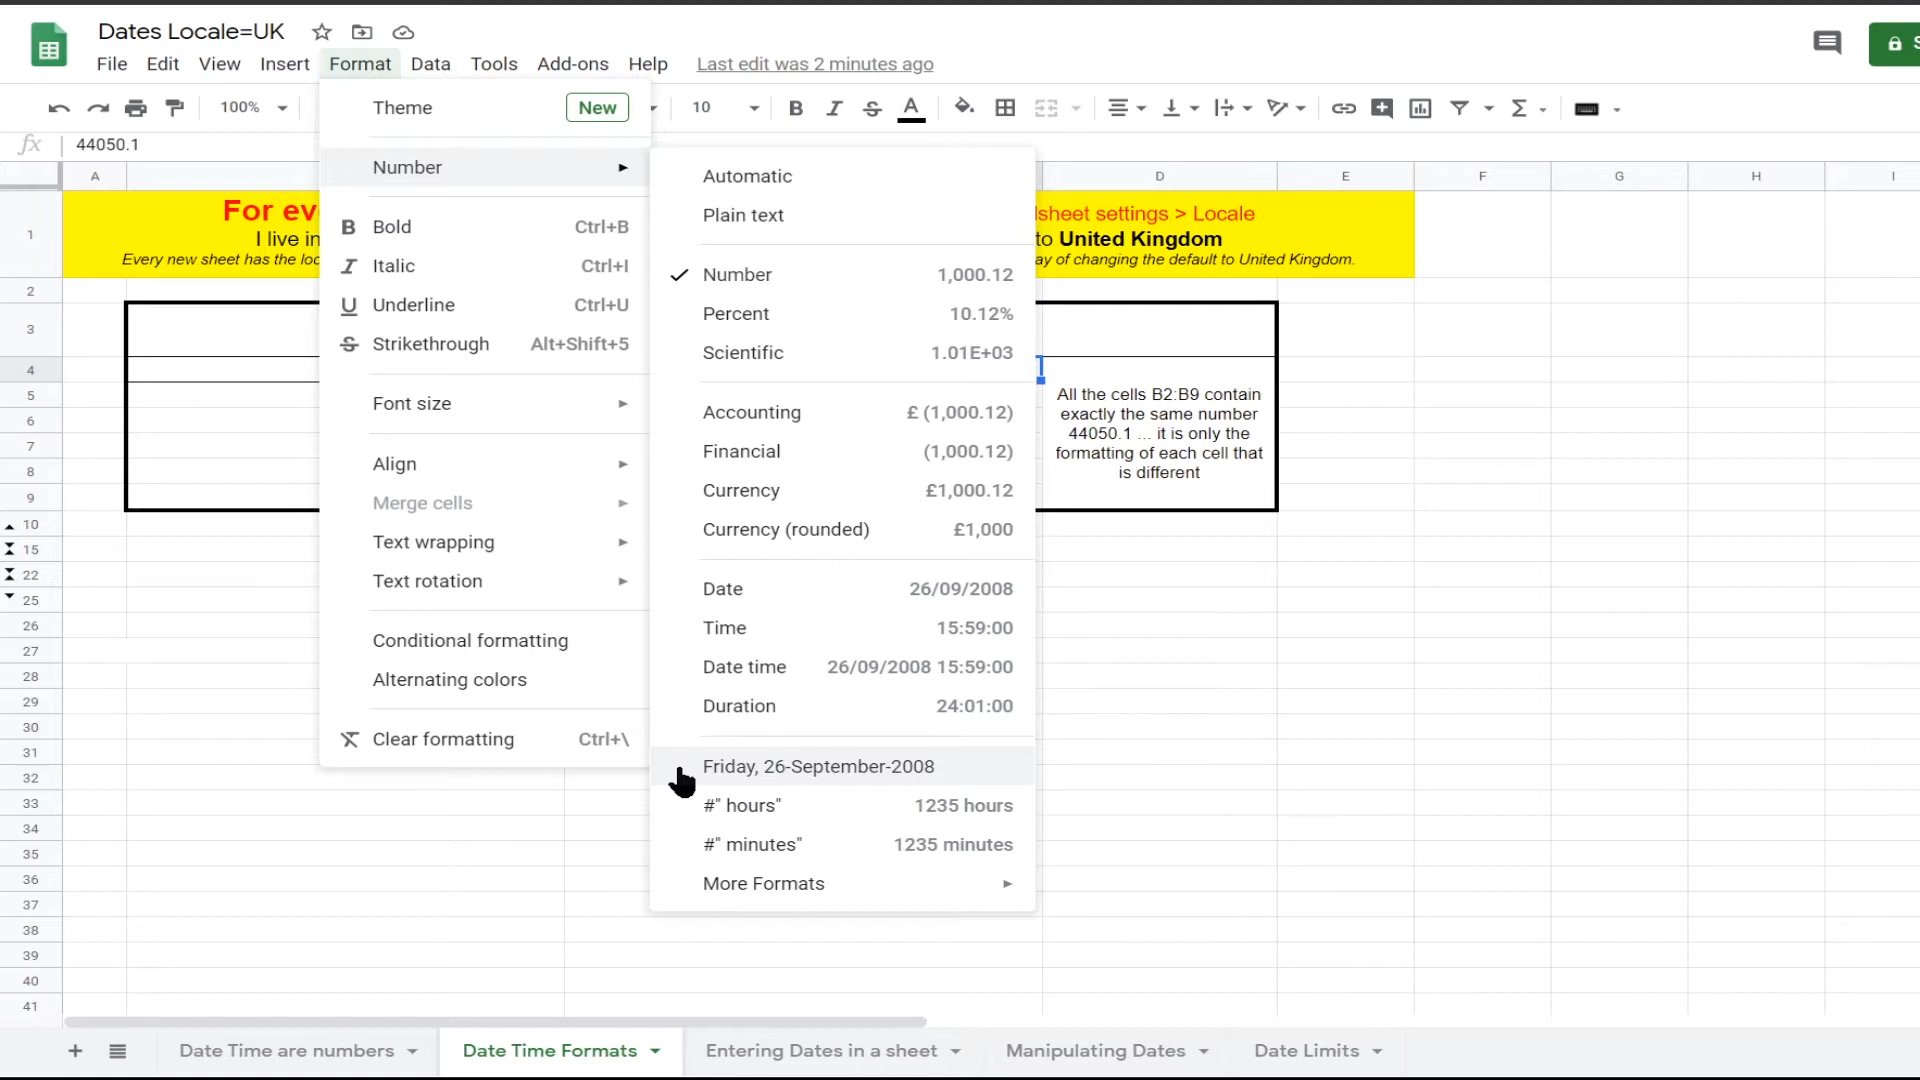 Dates Locale=UK
File Edit View Insert Format Data Tools Add-ons Help Last edit was 2 minutes ago
100% 10 B I S A
fx 44050.1
Theme New
Number
B Bold Ctrl+B
I Italic Ctrl+I
U Underline Ctrl+U
S Strikethrough Alt+Shift+5
Font size
Align
Merge cells
Text wrapping
Text rotation
Conditional formatting
Alternating colors
Clear formatting Ctrl+\
Automatic
Plain text
Number 1,000.12
Percent 10.12%
Scientific 1.01E+03
Accounting £ (1,000.12)
Financial (1,000.12)
Currency £1,000.12
Currency (rounded) £1,000
Date 26/09/2008
Time 15:59:00
Date time 26/09/2008 15:59:00
Duration 24:01:00
Friday, 26-September-2008
#" hours" 1235 hours
#" minutes" 1235 minutes
More Formats
A D E F G H I
1
2
3
4
5
6
7
8
9
10
15
22
25
26
27
28
29
30
31
32
33
34
35
36
37
38
39
40
41
For ev
sheet settings > Locale
I live in
to United Kingdom
Every new sheet has the loc
ay of changing the default to United Kingdom.
All the cells B2:B9 contain
exactly the same number
44050.1 ... it is only the
formatting of each cell that
is different
+ Date Time are numbers Date Time Formats Entering Dates in a sheet Manipulating Dates Date Limits